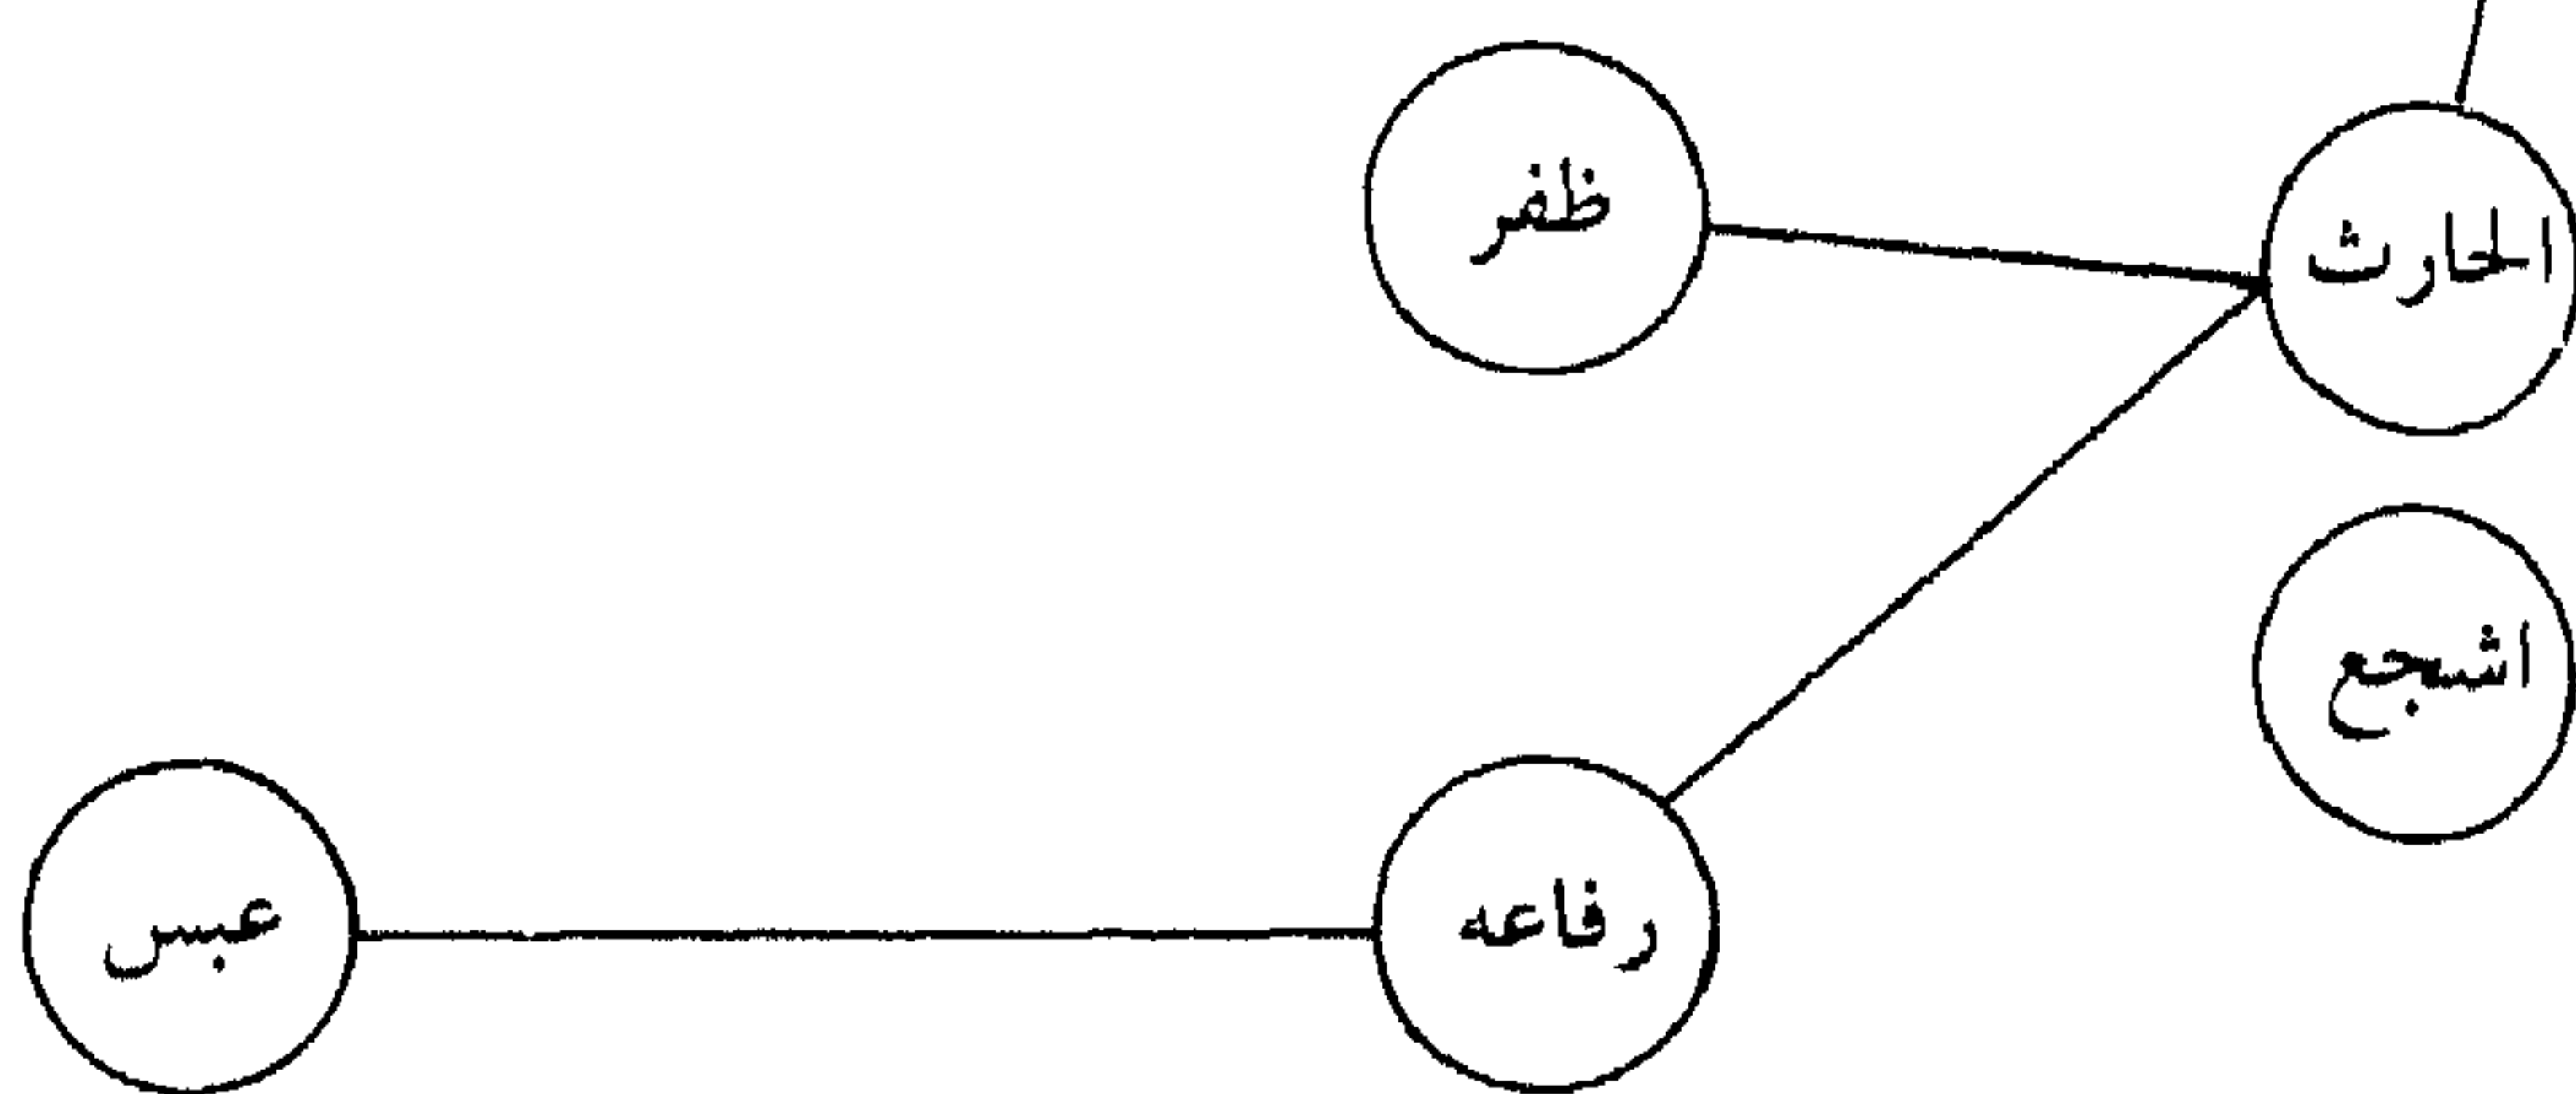 ظفر
الحارث
اشجع
رفاعه
عبس